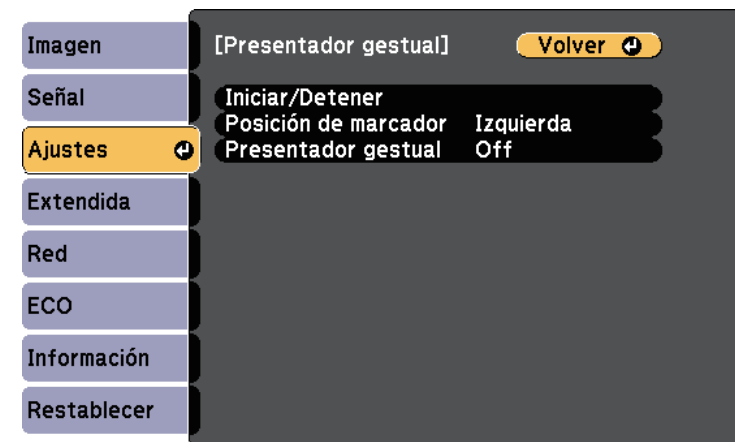 Imagen
Señal
Ajustes
Extendida
Red
ECO
Información
Restablecer
[Presentador gestual] Volver
Iniciar/Detener
Posición de marcador Izquierda
Presentador gestual Off